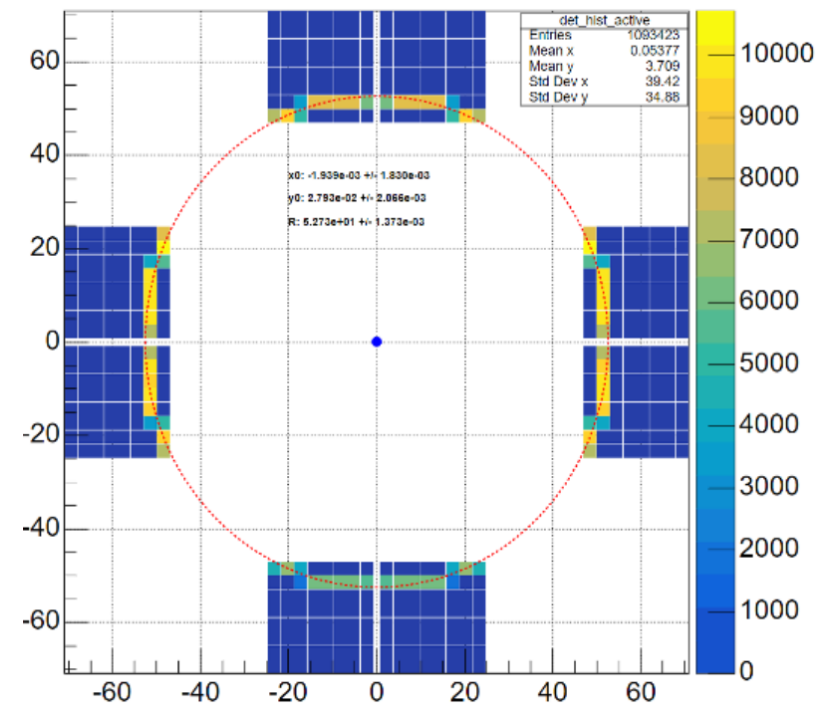 det_hist_active
Entries 1093423
Mean x 0.05377
Mean y 3.709
Std Dev x 39.42
Std Dev y 34.88
x0: -1.939e-03 +/- 1.830e-03
y0: 2.793e-02 +/- 2.066e-03
R: 5.273e+01 +/- 1.373e-03
60
40
20
0
-20
-40
-60
-60 -40 -20 0 20 40 60
10000
9000
8000
7000
6000
5000
4000
3000
2000
1000
0